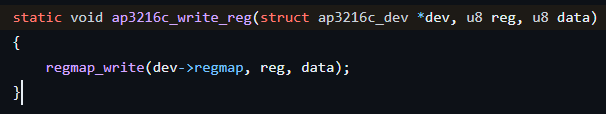 static void ap3216c_write_reg(struct ap3216c_dev *dev, u8 reg, u8 data)
{
    regmap_write(dev->regmap, reg, data);
}